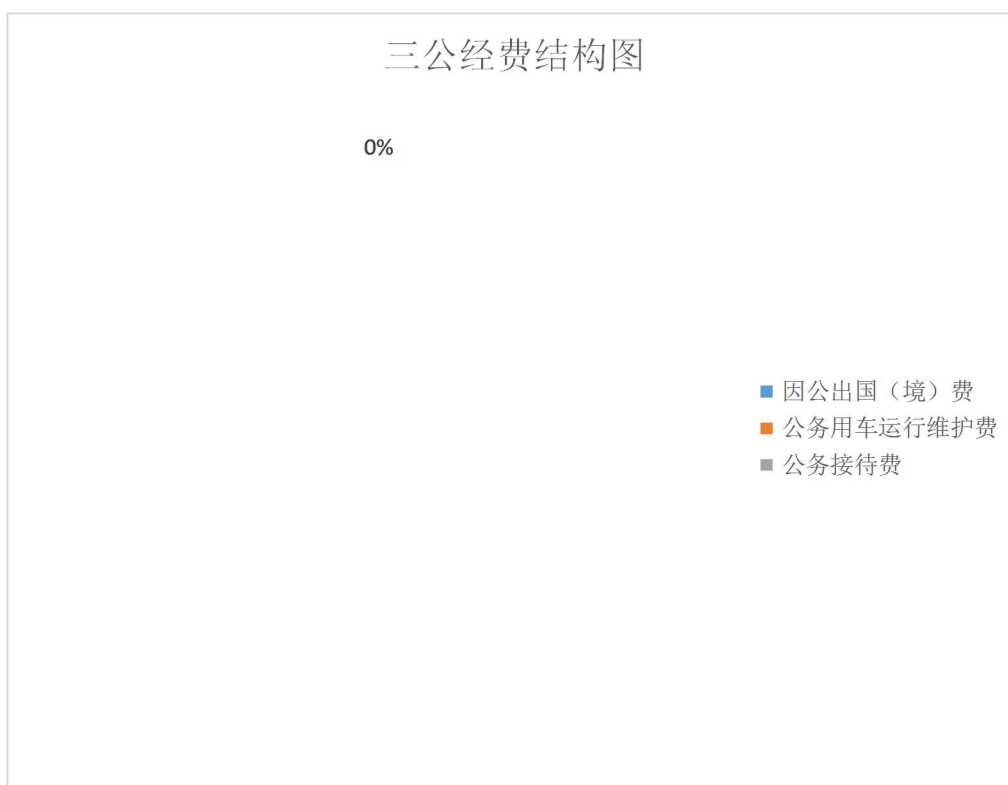 三公经费结构图
0%
因公出国（境）费
公务用车运行维护费
公务接待费